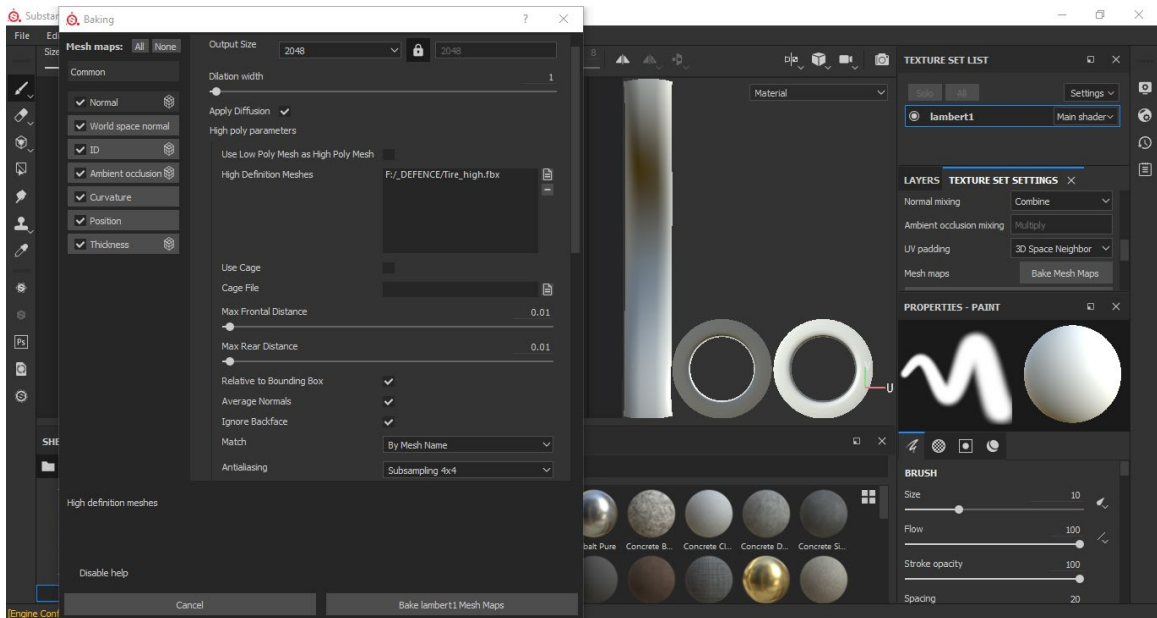 Substan
Baking
?
File Ed
Size
Mesh maps: All None
Common
Normal
World space normal
ID
Ambient occlusion
Curvature
Position
Thickness
Output Size 2048 2048
Dilation width 1
Apply Diffusion
High poly parameters
Use Low Poly Mesh as High Poly Mesh
High Definition Meshes F:/_DEFENCE/Tire_high.fbx
Use Cage
Cage File
Max Frontal Distance 0.01
Max Rear Distance 0.01
Relative to Bounding Box
Average Normals
Ignore Backface
Match By Mesh Name
Antialiasing Subsampling 4x4
High definition meshes
Disable help
Cancel Bake lambert1 Mesh Maps
SHE
[Engine Conf
8
Material
U
balt Pure Concrete B... Concrete Cl... Concrete D... Concrete Si...
TEXTURE SET LIST
Solo All Settings
lambert1 Main shader
LAYERS TEXTURE SET SETTINGS
Normal mixing Combine
Ambient occlusion mixing Multiply
UV padding 3D Space Neighbor
Mesh maps Bake Mesh Maps
PROPERTIES - PAINT
BRUSH
Size 10
Flow 100
Stroke opacity 100
Spacing 20
Ps